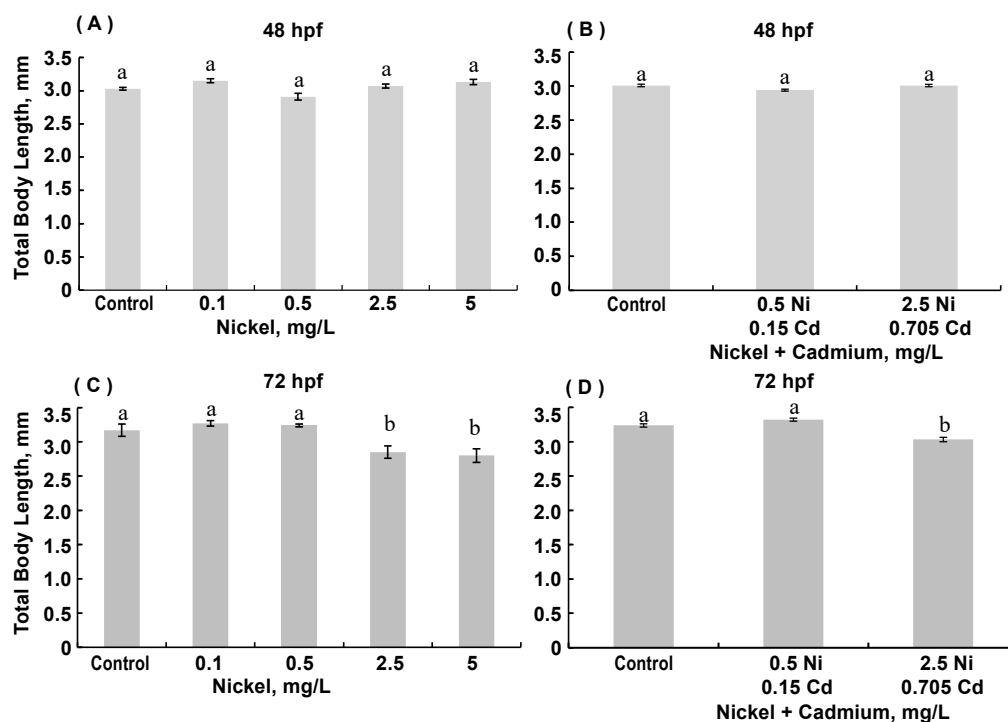 ( A )
48 hpf
Total Body Length, mm
3.5
3.0
2.5
2.0
1.5
1.0
0.5
0
a
a
a
a
a
Control 0.1 0.5 2.5 5
Nickel, mg/L
( B )
48 hpf
3.5
3.0
2.5
2.0
1.5
1.0
0.5
0
a
a
a
Control 0.5 Ni 2.5 Ni
0.15 Cd 0.705 Cd
Nickel + Cadmium, mg/L
( C )
72 hpf
Total Body Length, mm
3.5
3.0
2.5
2.0
1.5
1.0
0.5
0
a
a
a
b
b
Control 0.1 0.5 2.5 5
Nickel, mg/L
( D )
72 hpf
3.5
3.0
2.5
2.0
1.5
1.0
0.5
0
a
a
b
Control 0.5 Ni 2.5 Ni
0.15 Cd 0.705 Cd
Nickel + Cadmium, mg/L